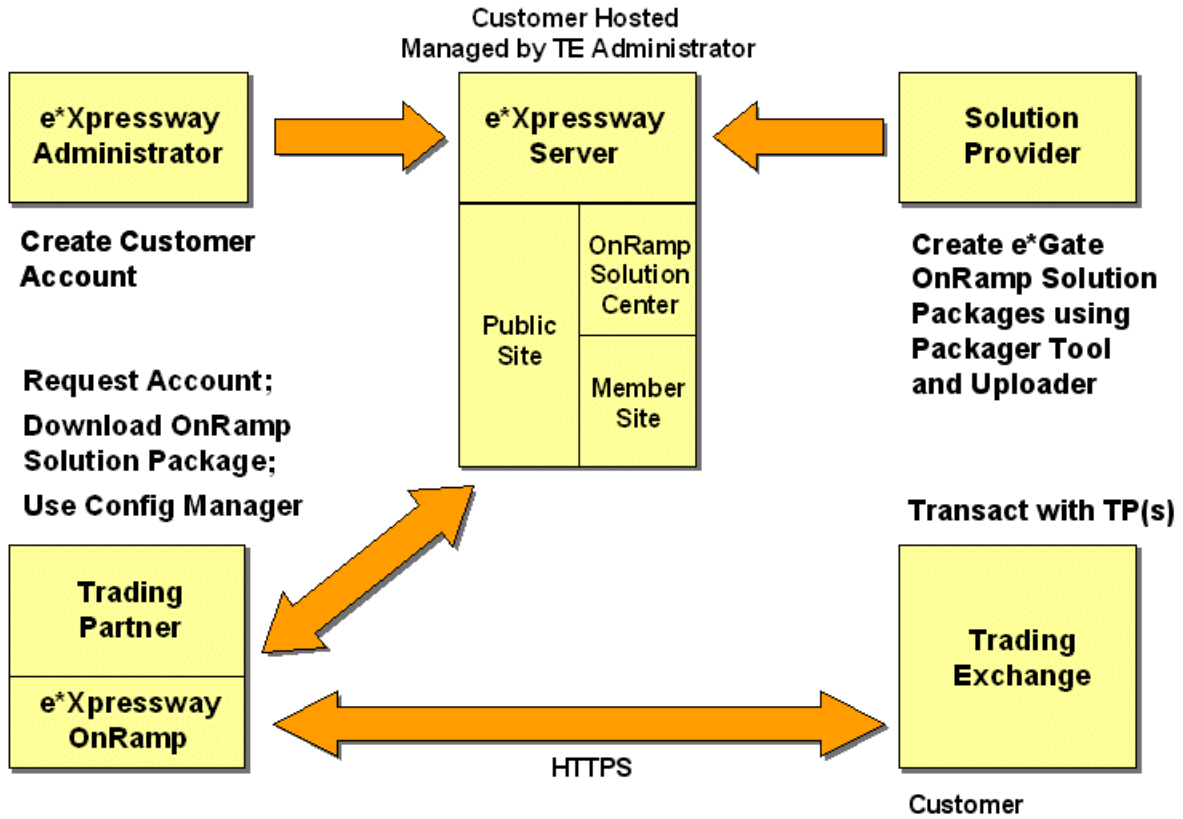 Customer Hosted
Managed by TE Administrator
e*Xpressway
Administrator
e*Xpressway
Server
Solution
Provider
Create Customer
Account
OnRamp
Solution
Center
Public
Site
Member
Site
Create e*Gate
OnRamp Solution
Packages using
Packager Tool
and Uploader
Request Account;
Download OnRamp
Solution Package;
Use Config Manager
Transact with TP(s)
Trading
Partner
e*Xpressway
OnRamp
Trading
Exchange
HTTPS
Customer